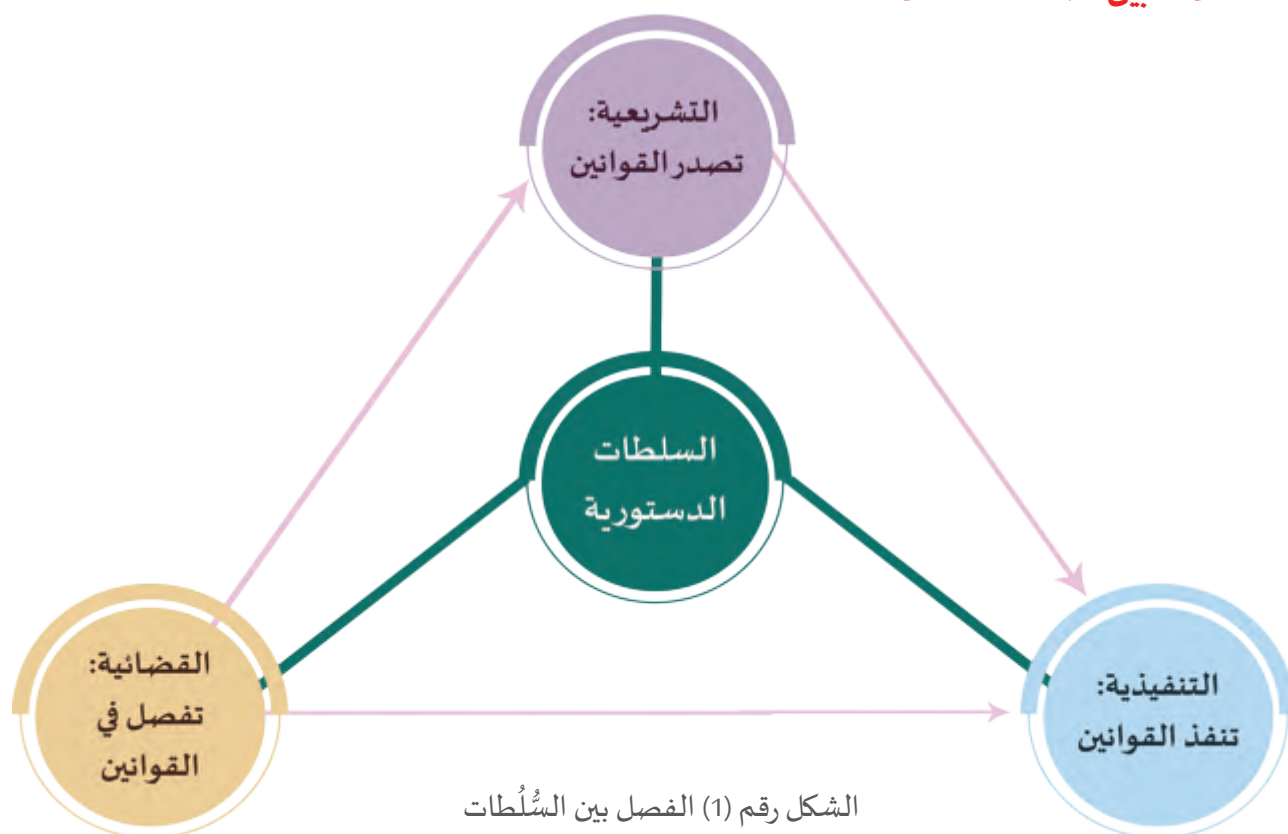 بين
التشريعية:
تصدر القوانين
السلطات
الدستورية
القضائية:
تفصل في
القوانين
التنفيذية:
تنفذ القوانين
الشكل رقم (1) الفصل بين السُّلُطات